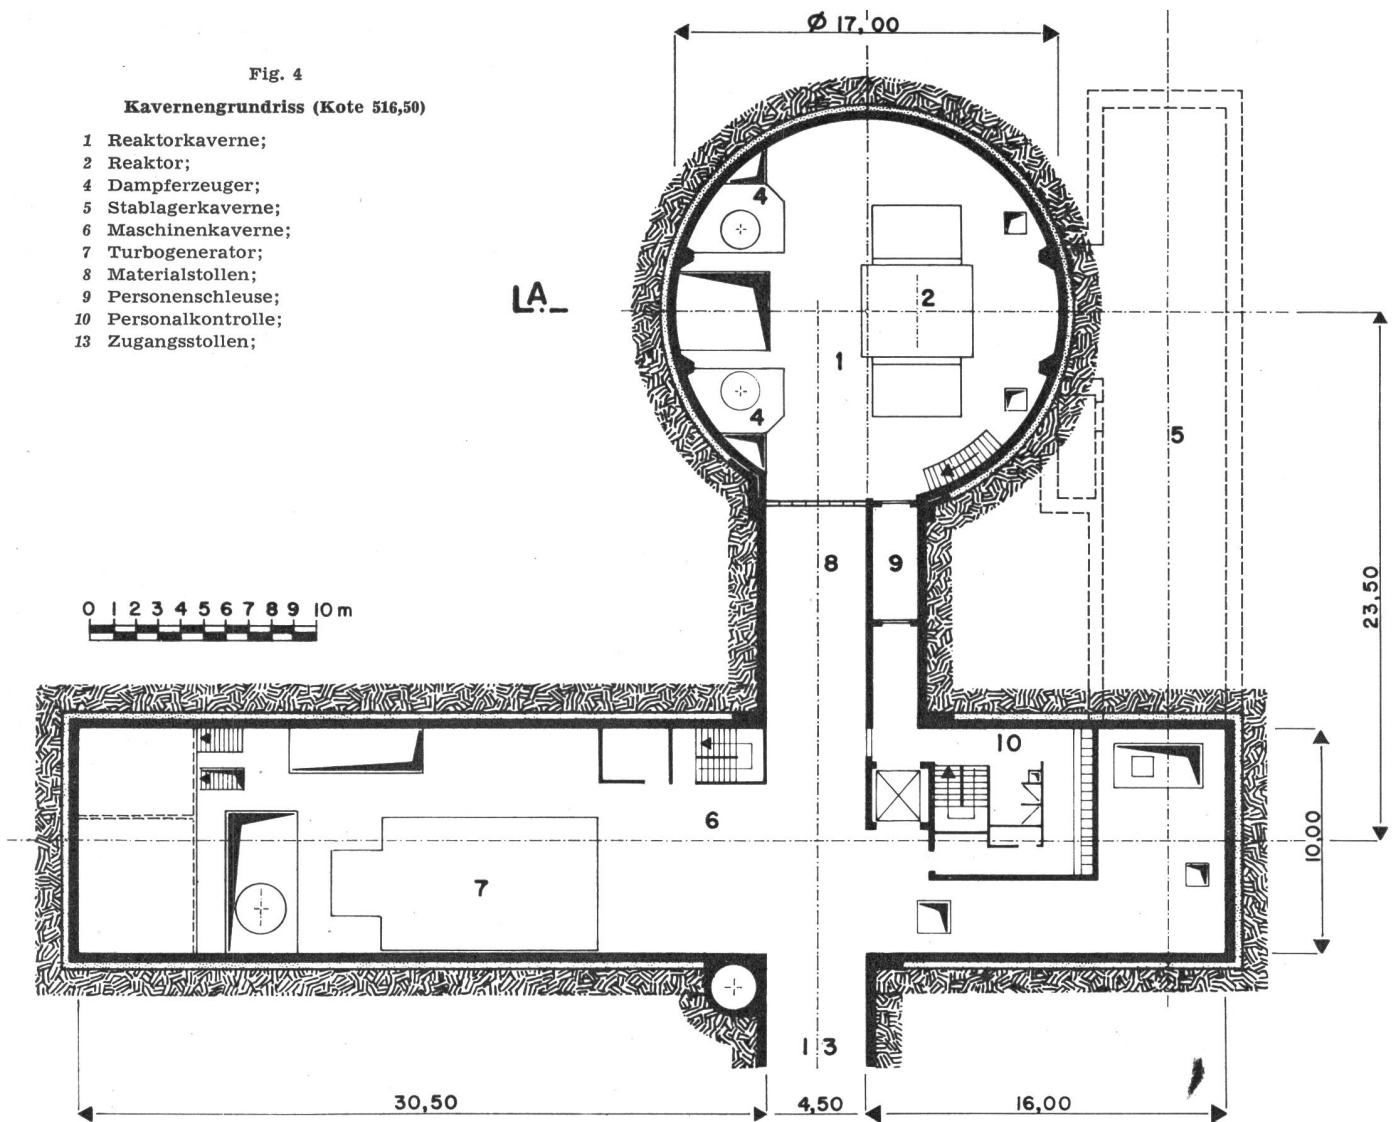 Fig. 4
Kavernengrundriss (Kote 516,50)
1 Reaktorkaverne;
2 Reaktor;
4 Dampferzeuger;
5 Stablagerkaverne;
6 Maschinenkaverne;
7 Turbogenerator;
8 Materialstollen;
9 Personenschleuse;
10 Personalkontrolle;
13 Zugangsstollen;
Ø 17,00
4
A
2
1
4
5
8
9
23,50
0 1 2 3 4 5 6 7 8 9 10 m
10
6
10,00
7
13
30,50
4,50
16,00